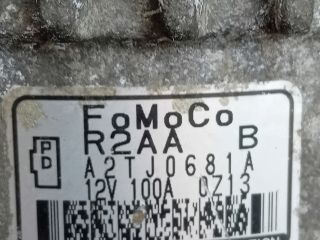 FoMoCo
R2AA B
P
D
A2TJ0681A
12V 100A CZ13